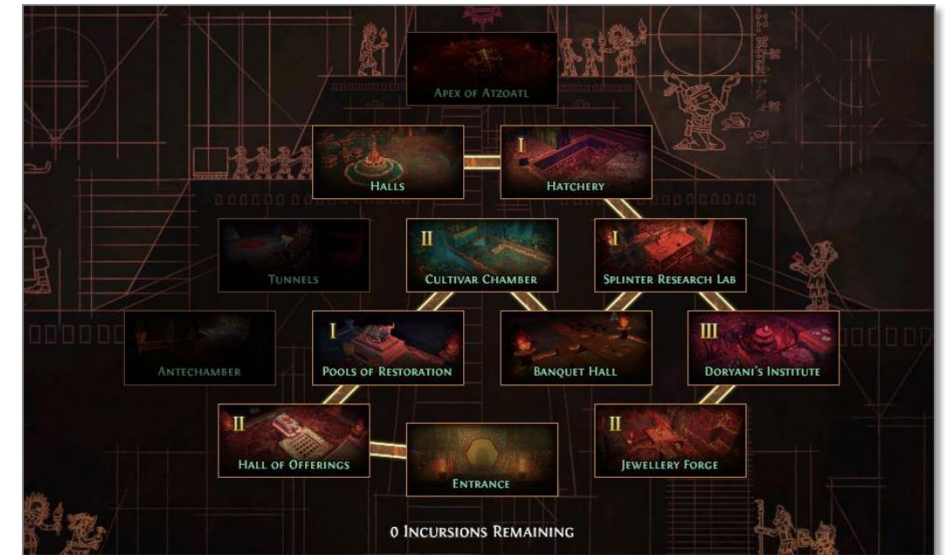 APEX OF ATZOATL
HALLS
I
HATCHERY
TUNNELS
II
CULTIVAR CHAMBER
I
SPLINTER RESEARCH LAB
ANTECHAMBER
I
POOLS OF RESTORATION
BANQUET HALL
III
DORYANI'S INSTITUTE
II
HALL OF OFFERINGS
ENTRANCE
II
JEWELLERY FORGE
0 INCURSIONS REMAINING